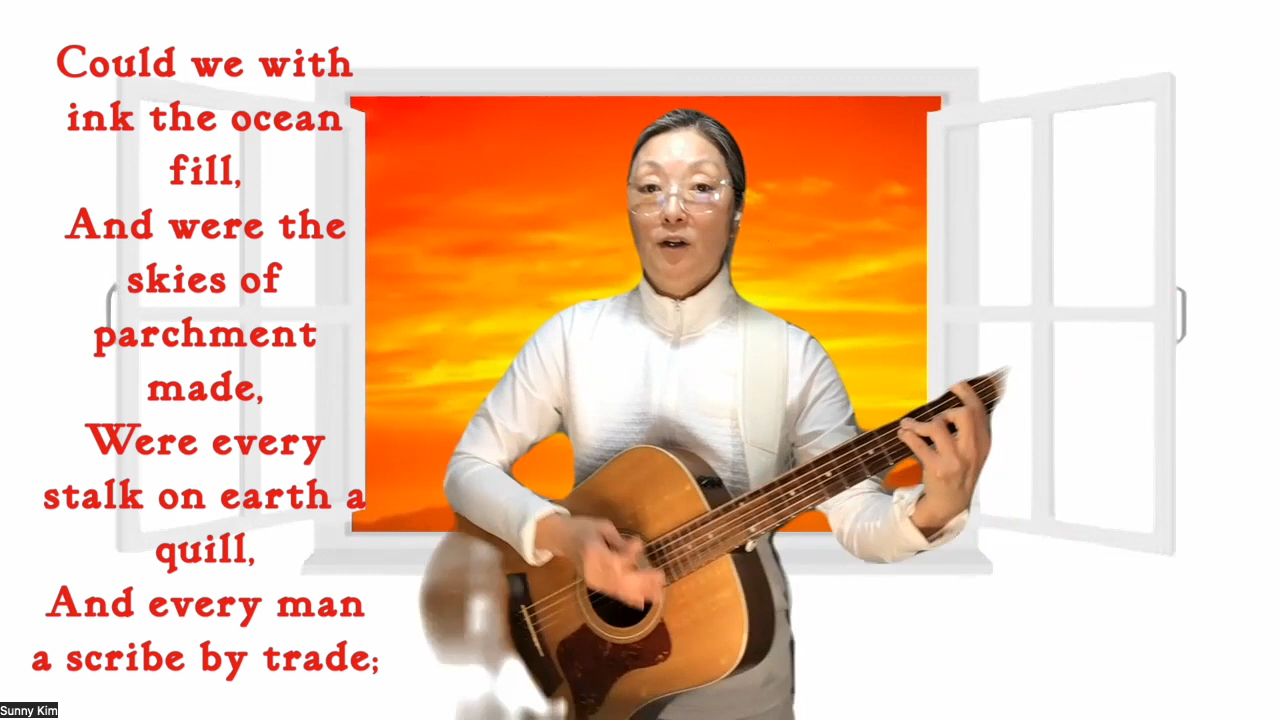 Could we with
ink the ocean
fill,
And were the
skies of
parchment
made,
Were every
stalk on earth a
quill,
And every man
a scribe by trade;
Sunny Kim